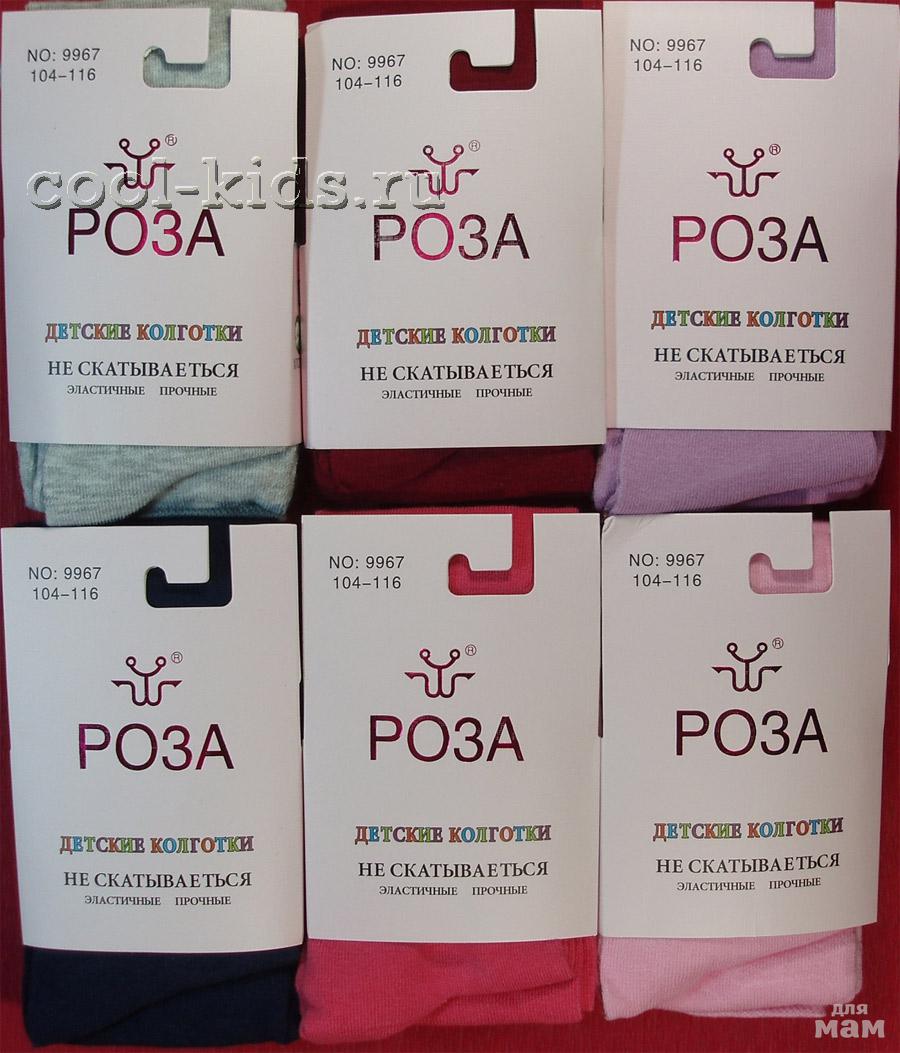 NO: 9967
104-116
®
РОЗА
ДЕТСКИЕ КОЛГОТКИ
НЕ СКАТЫВАЕТЬСЯ
ЭЛАСТИЧНЫЕ ПРОЧНЫЕ
NO: 9967
104-116
®
РОЗА
ДЕТСКИЕ КОЛГОТКИ
НЕ СКАТЫВАЕТЬСЯ
ЭЛАСТИЧНЫЕ ПРОЧНЫЕ
NO: 9967
104-116
®
РОЗА
ДЕТСКИЕ КОЛГОТКИ
НЕ СКАТЫВАЕТЬСЯ
ЭЛАСТИЧНЫЕ ПРОЧНЫЕ
cool-kids.ru
NO: 9967
104-116
®
РОЗА
ДЕТСКИЕ КОЛГОТКИ
НЕ СКАТЫВАЕТЬСЯ
ЭЛАСТИЧНЫЕ ПРОЧНЫЕ
NO: 9967
104-116
®
РОЗА
ДЕТСКИЕ КОЛГОТКИ
НЕ СКАТЫВАЕТЬСЯ
ЭЛАСТИЧНЫЕ ПРОЧНЫЕ
NO: 9967
104-116
®
РОЗА
ДЕТСКИЕ КОЛГОТКИ
НЕ СКАТЫВАЕТЬСЯ
ЭЛАСТИЧНЫЕ ПРОЧНЫЕ
для
мам